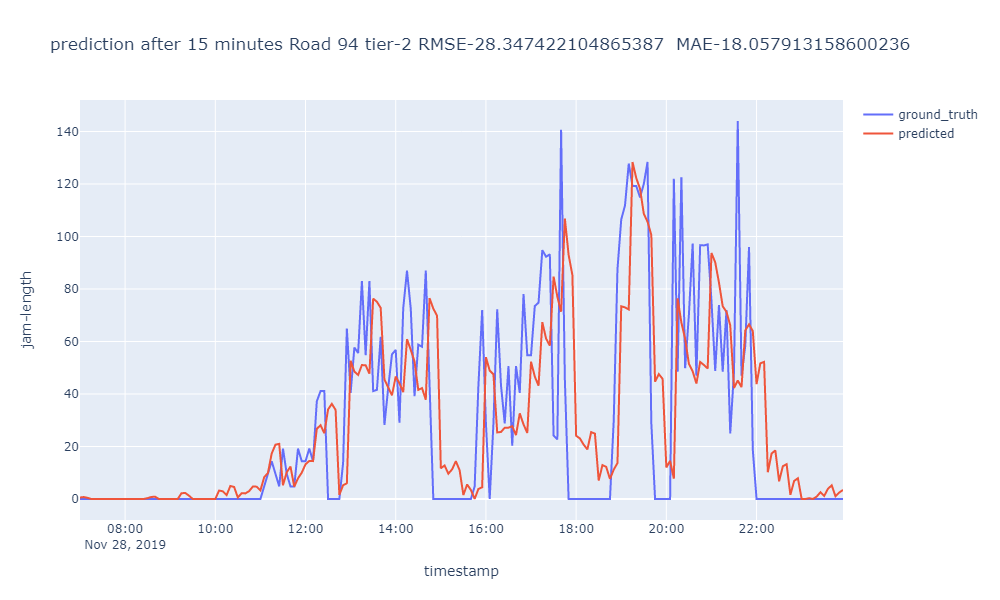 prediction after 15 minutes Road 94 tier-2 RMSE-28.347422104865387  MAE-18.057913158600236
ground_truth
predicted
140
120
100
80
60
40
20
0
jam-length
08:00 10:00 12:00 14:00 16:00 18:00 20:00 22:00
Nov 28, 2019
timestamp